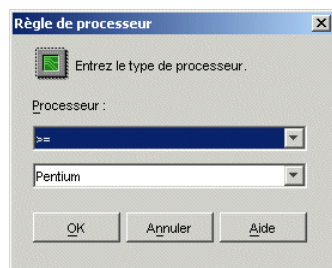 Règle de processeur
Entrez le type de processeur.
Processeur :
>=
Pentium
OK Annuler Aide